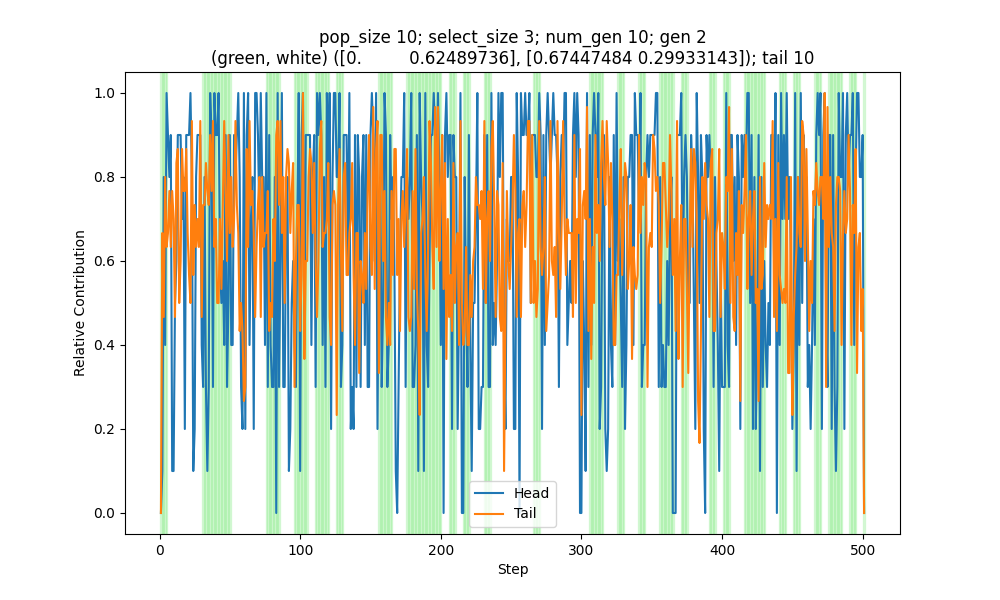 pop_size 10; select_size 3; num_gen 10; gen 2
(green, white) ([0.         0.62489736], [0.67447484 0.29933143]); tail 10
1.0
0.8
0.6
0.4
0.2
0.0
Relative Contribution
0
100
200
300
400
500
Step
Head
Tail